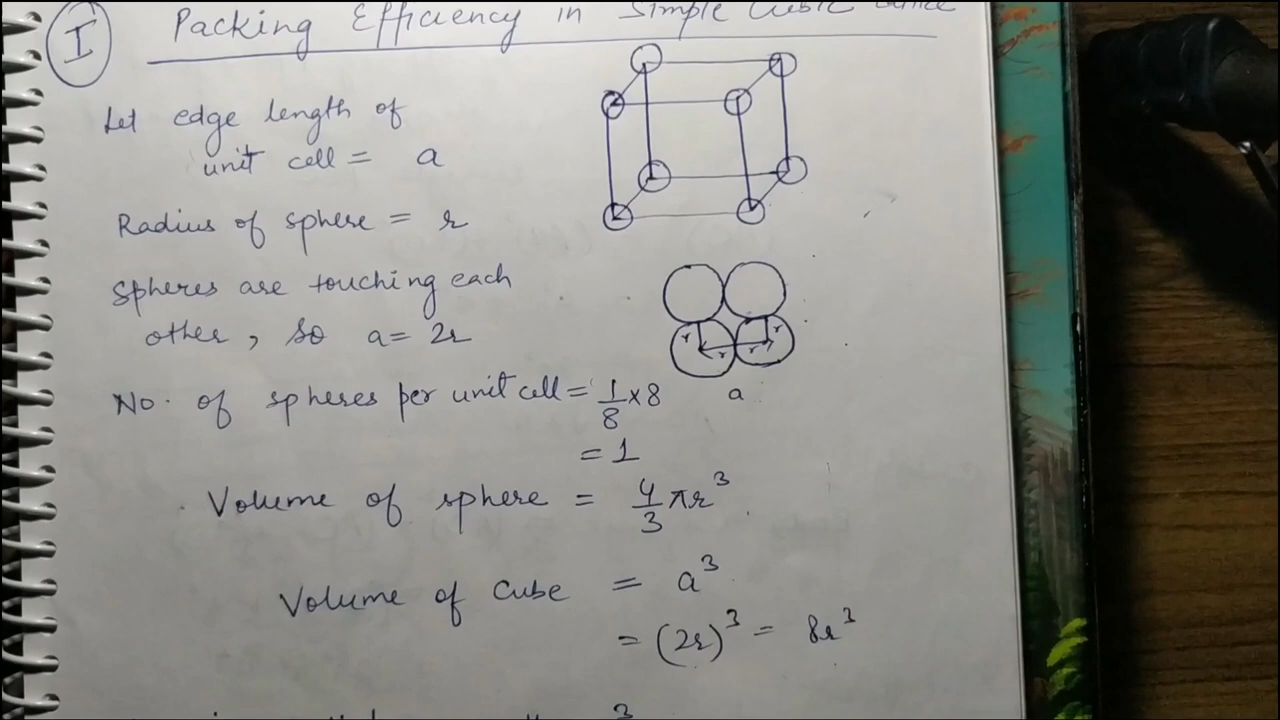 I Packing Efficiency in Simple Cubic
Let edge length of
unit cell = a
Radius of sphere = r
Spheres are touching each
other, so a = 2r
r r r r
No. of spheres per unit cell = 1/8 x 8
a
= 1
Volume of sphere = 4/3 πr³
Volume of Cube = a³
= (2r)³ = 8r³